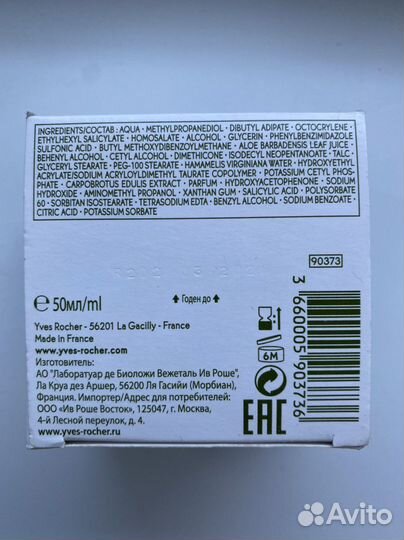 INGREDIENTS/СОСТАВ: AQUA · METHYLPROPANEDIOL · DIBUTYL ADIPATE · OCTOCRYLENE ·
ETHYLHEXYL SALICYLATE · HOMOSALATE · ALCOHOL · GLYCERIN · PHENYLBENZIMIDAZOLE
SULFONIC ACID · BUTYL METHOXYDIBENZOYLMETHANE · ALOE BARBADENSIS LEAF JUICE ·
BEHENYL ALCOHOL · CETYL ALCOHOL · DIMETHICONE · ISODECYL NEOPENTANOATE · TALC ·
GLYCERYL STEARATE · PEG-100 STEARATE · HAMAMELIS VIRGINIANA WATER · HYDROXYETHYL
ACRYLATE/SODIUM ACRYLOYLDIMETHYL TAURATE COPOLYMER · POTASSIUM CETYL PHOS-
PHATE · CARPOBROTUS EDULIS EXTRACT · PARFUM · HYDROXYACETOPHENONE · SODIUM
HYDROXIDE · AMINOMETHYL PROPANOL · XANTHAN GUM · SALICYLIC ACID · POLYSORBATE
60 · SORBITAN ISOSTEARATE · TETRASODIUM EDTA · BENZYL ALCOHOL · SODIUM BENZOATE ·
CITRIC ACID · POTASSIUM SORBATE
90373
℮ 50мл/ml
Годен до
Yves Rocher - 56201 La Gacilly - France
Made in France
www.yves-rocher.com
6M
Изготовитель:
АО "Лаборатуар де Биоложи Вежеталь Ив Роше",
Ла Круа дез Аршер, 56200 Ля Гасийи (Морбиан),
Франция. Импортер/Адрес для потребителей:
ООО «Ив Роше Восток», 125047, г. Москва,
4-й Лесной переулок, д. 4.
www.yves-rocher.ru
EAC
3 660005 903736
Avito